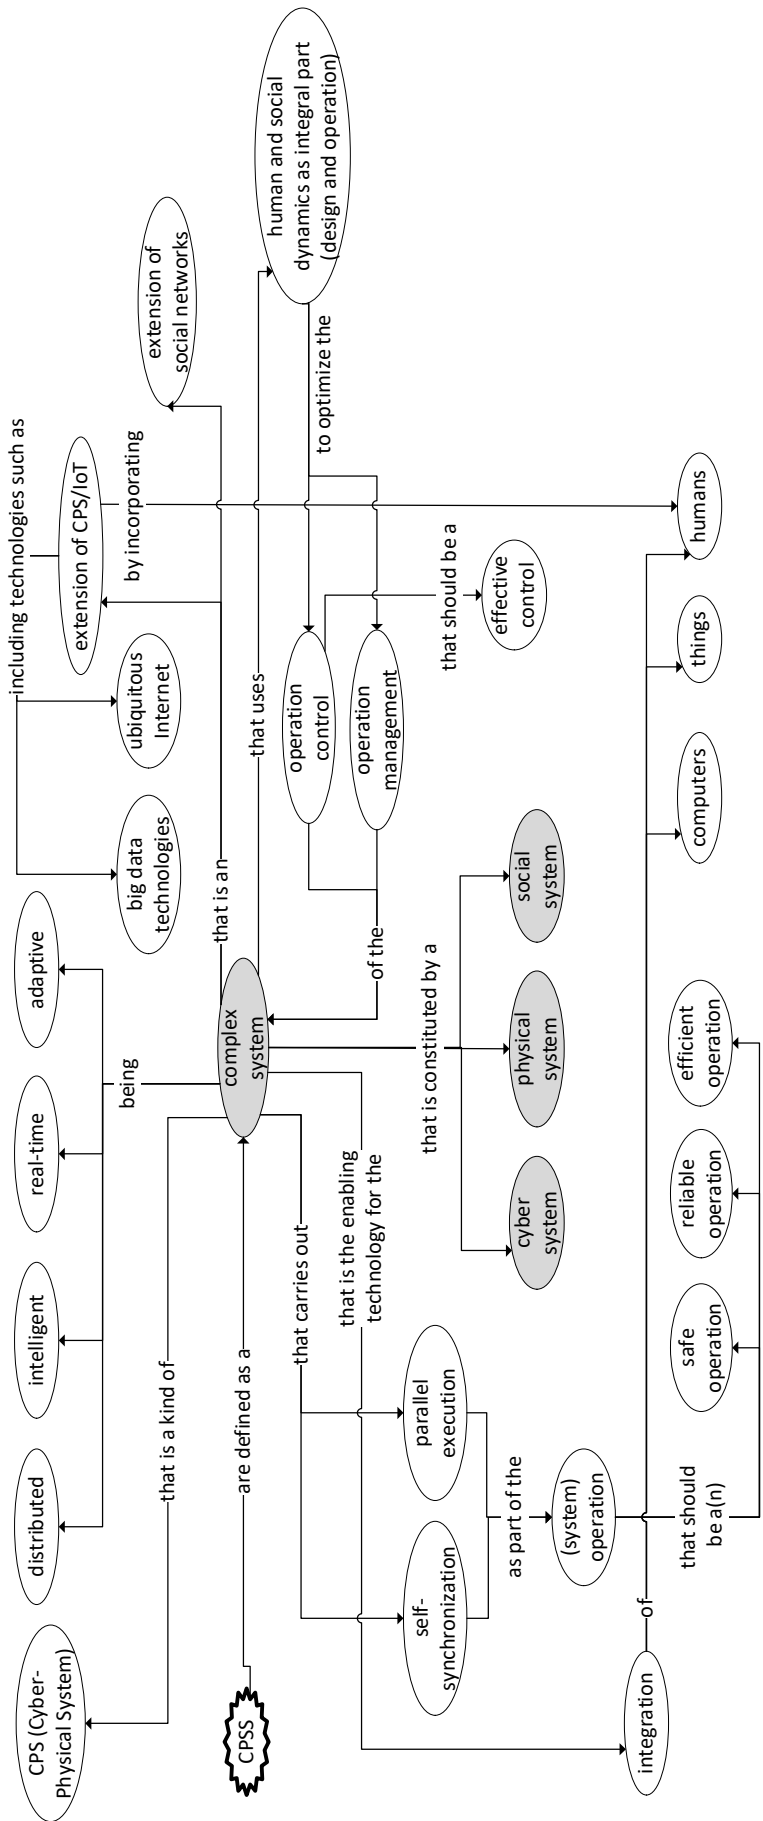 CPS (Cyber-
Physical System)
distributed
intelligent
real-time
adaptive
big data
technologies
ubiquitous
Internet
including technologies such as
extension of CPS/IoT
by incorporating
extension of
social networks
that is a kind of
being
that is an
CPSS
are defined as a
complex
system
that uses
human and social
dynamics as integral part
(design and operation)
to optimize the
that carries out
that is the enabling
technology for the
of the
operation
control
operation
management
that should be a
effective
control
self-
synchronization
parallel
execution
that is constituted by a
cyber
system
physical
system
social
system
as part of the
(system)
operation
that should
be a(n)
safe
operation
reliable
operation
efficient
operation
integration
of
computers
things
humans